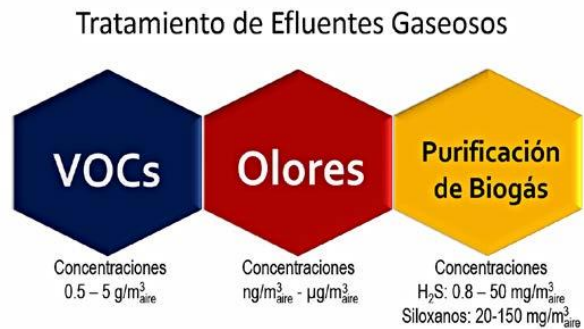 Tratamiento de Efluentes Gaseosos
VOCs
Olores
Purificación
de Biogás
Concentraciones
0.5 – 5 g/m³aire
Concentraciones
ng/m³aire - µg/m³aire
Concentraciones
H₂S: 0.8 – 50 mg/m³aire
Siloxanos: 20-150 mg/m³aire